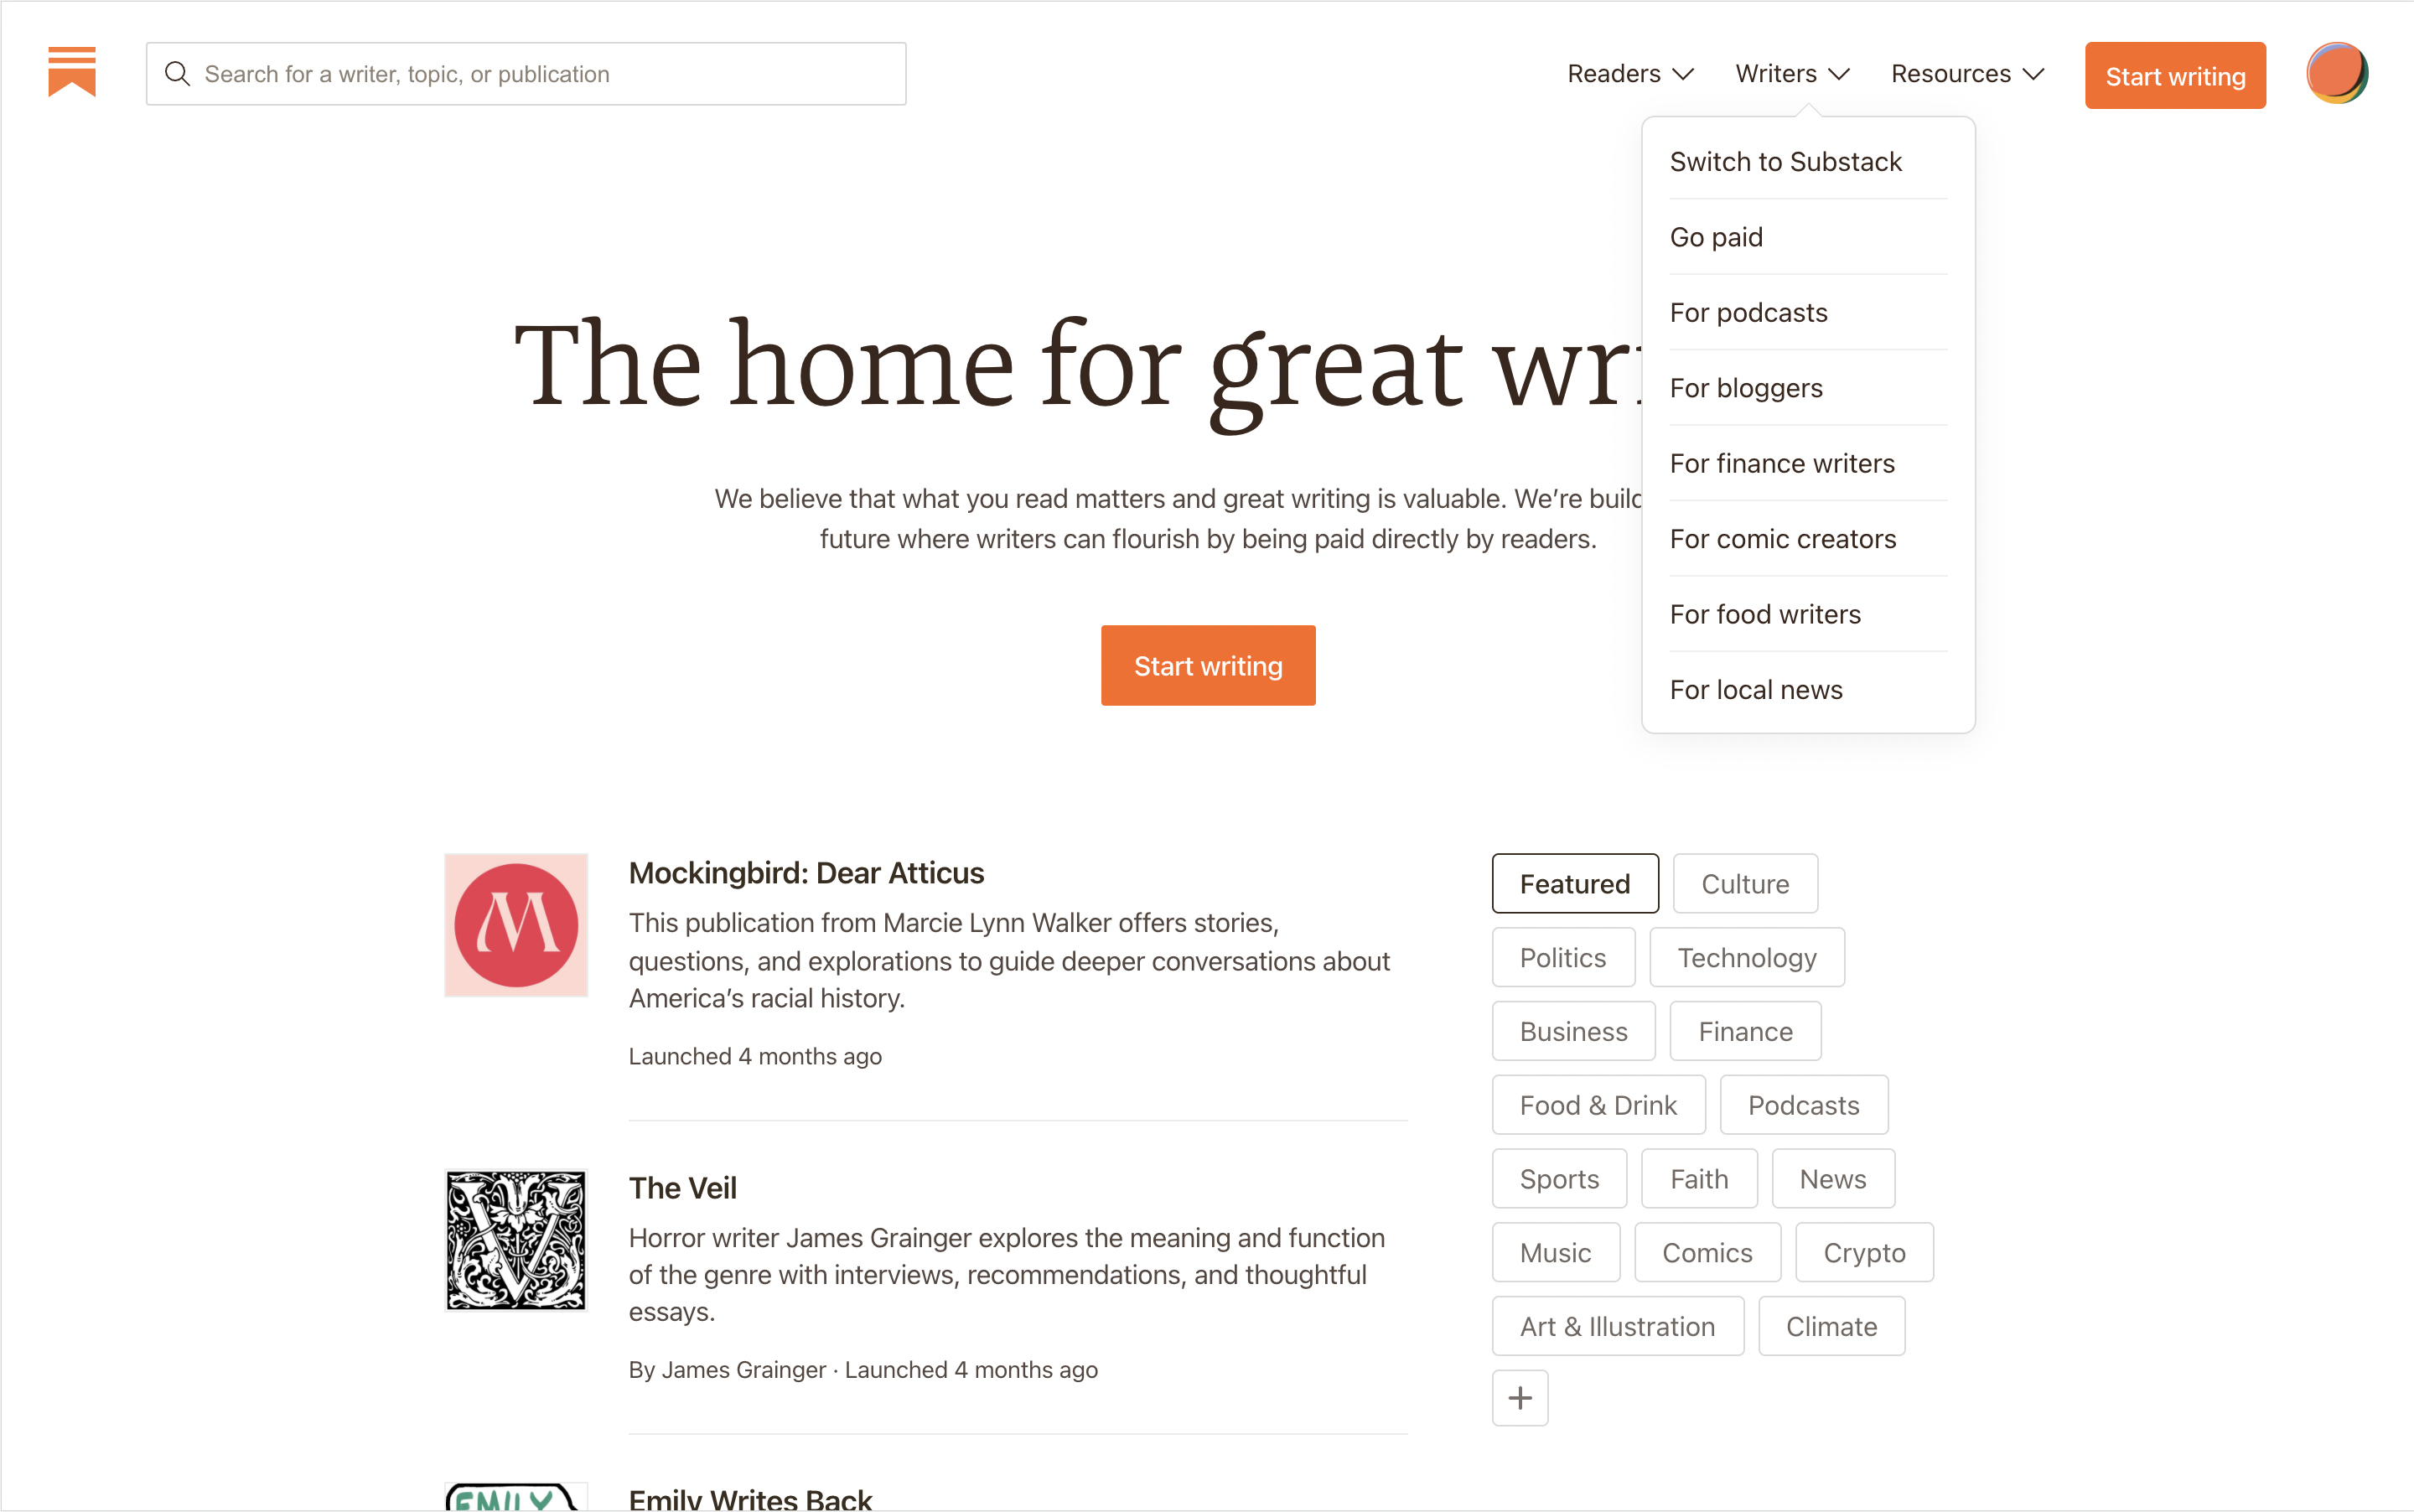 Search for a writer, topic, or publication
Readers
Writers
Resources
Start writing
Switch to Substack
Go paid
For podcasts
For bloggers
For finance writers
For comic creators
For food writers
For local news
The home for great
We believe that what you read matters and great writing is valuable. We’re
future where writers can flourish by being paid directly by readers.
Start writing
M
Mockingbird: Dear Atticus
This publication from Marcie Lynn Walker offers stories,
questions, and explorations to guide deeper conversations about
America’s racial history.
Launched 4 months ago
V
The Veil
Horror writer James Grainger explores the meaning and function
of the genre with interviews, recommendations, and thoughtful
essays.
By James Grainger · Launched 4 months ago
EMILY
Emily Writes Back
Featured
Culture
Politics
Technology
Business
Finance
Food & Drink
Podcasts
Sports
Faith
News
Music
Comics
Crypto
Art & Illustration
Climate
+